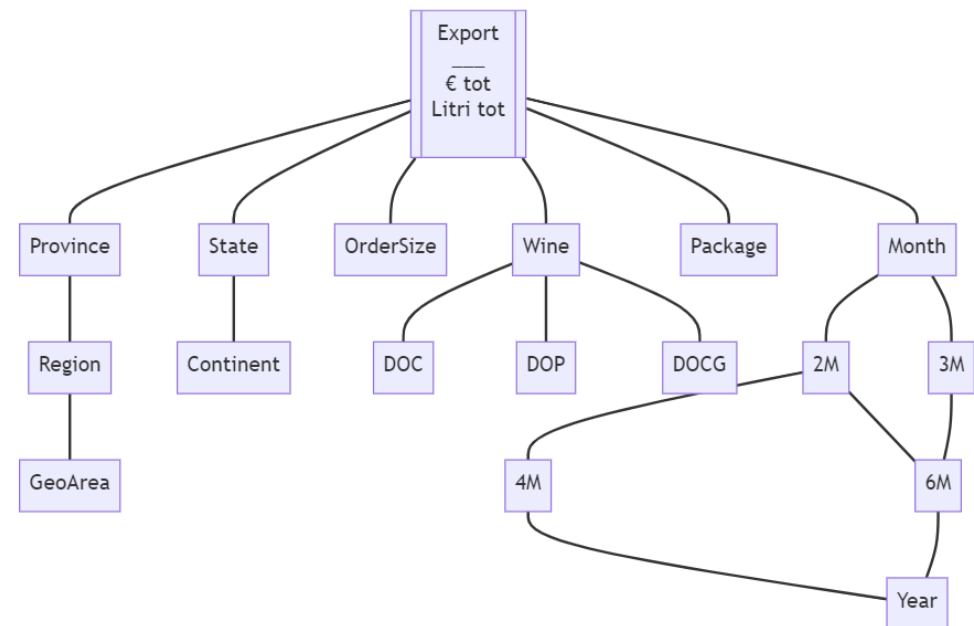 Export
___
€ tot
Litri tot
Province
State
OrderSize
Wine
Package
Month
Region
Continent
DOC
DOP
DOCG
2M
3M
GeoArea
4M
6M
Year